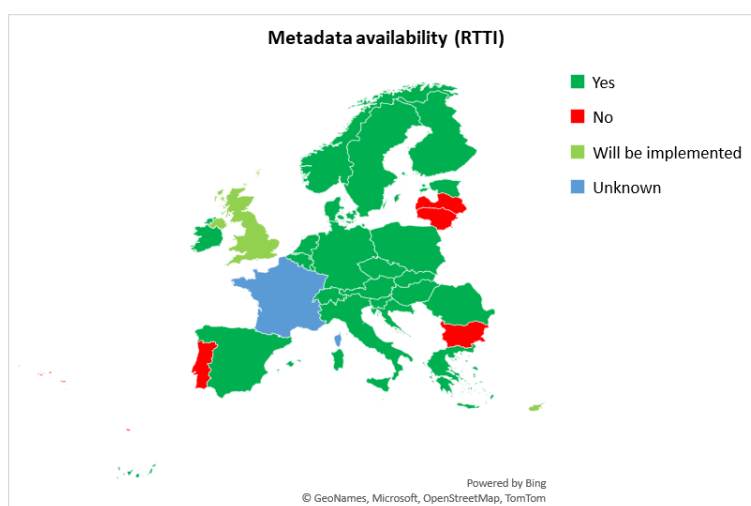 Metadata availability (RTTI)
Yes
No
Will be implemented
Unknown
Powered by Bing
© GeoNames, Microsoft, OpenStreetMap, TomTom